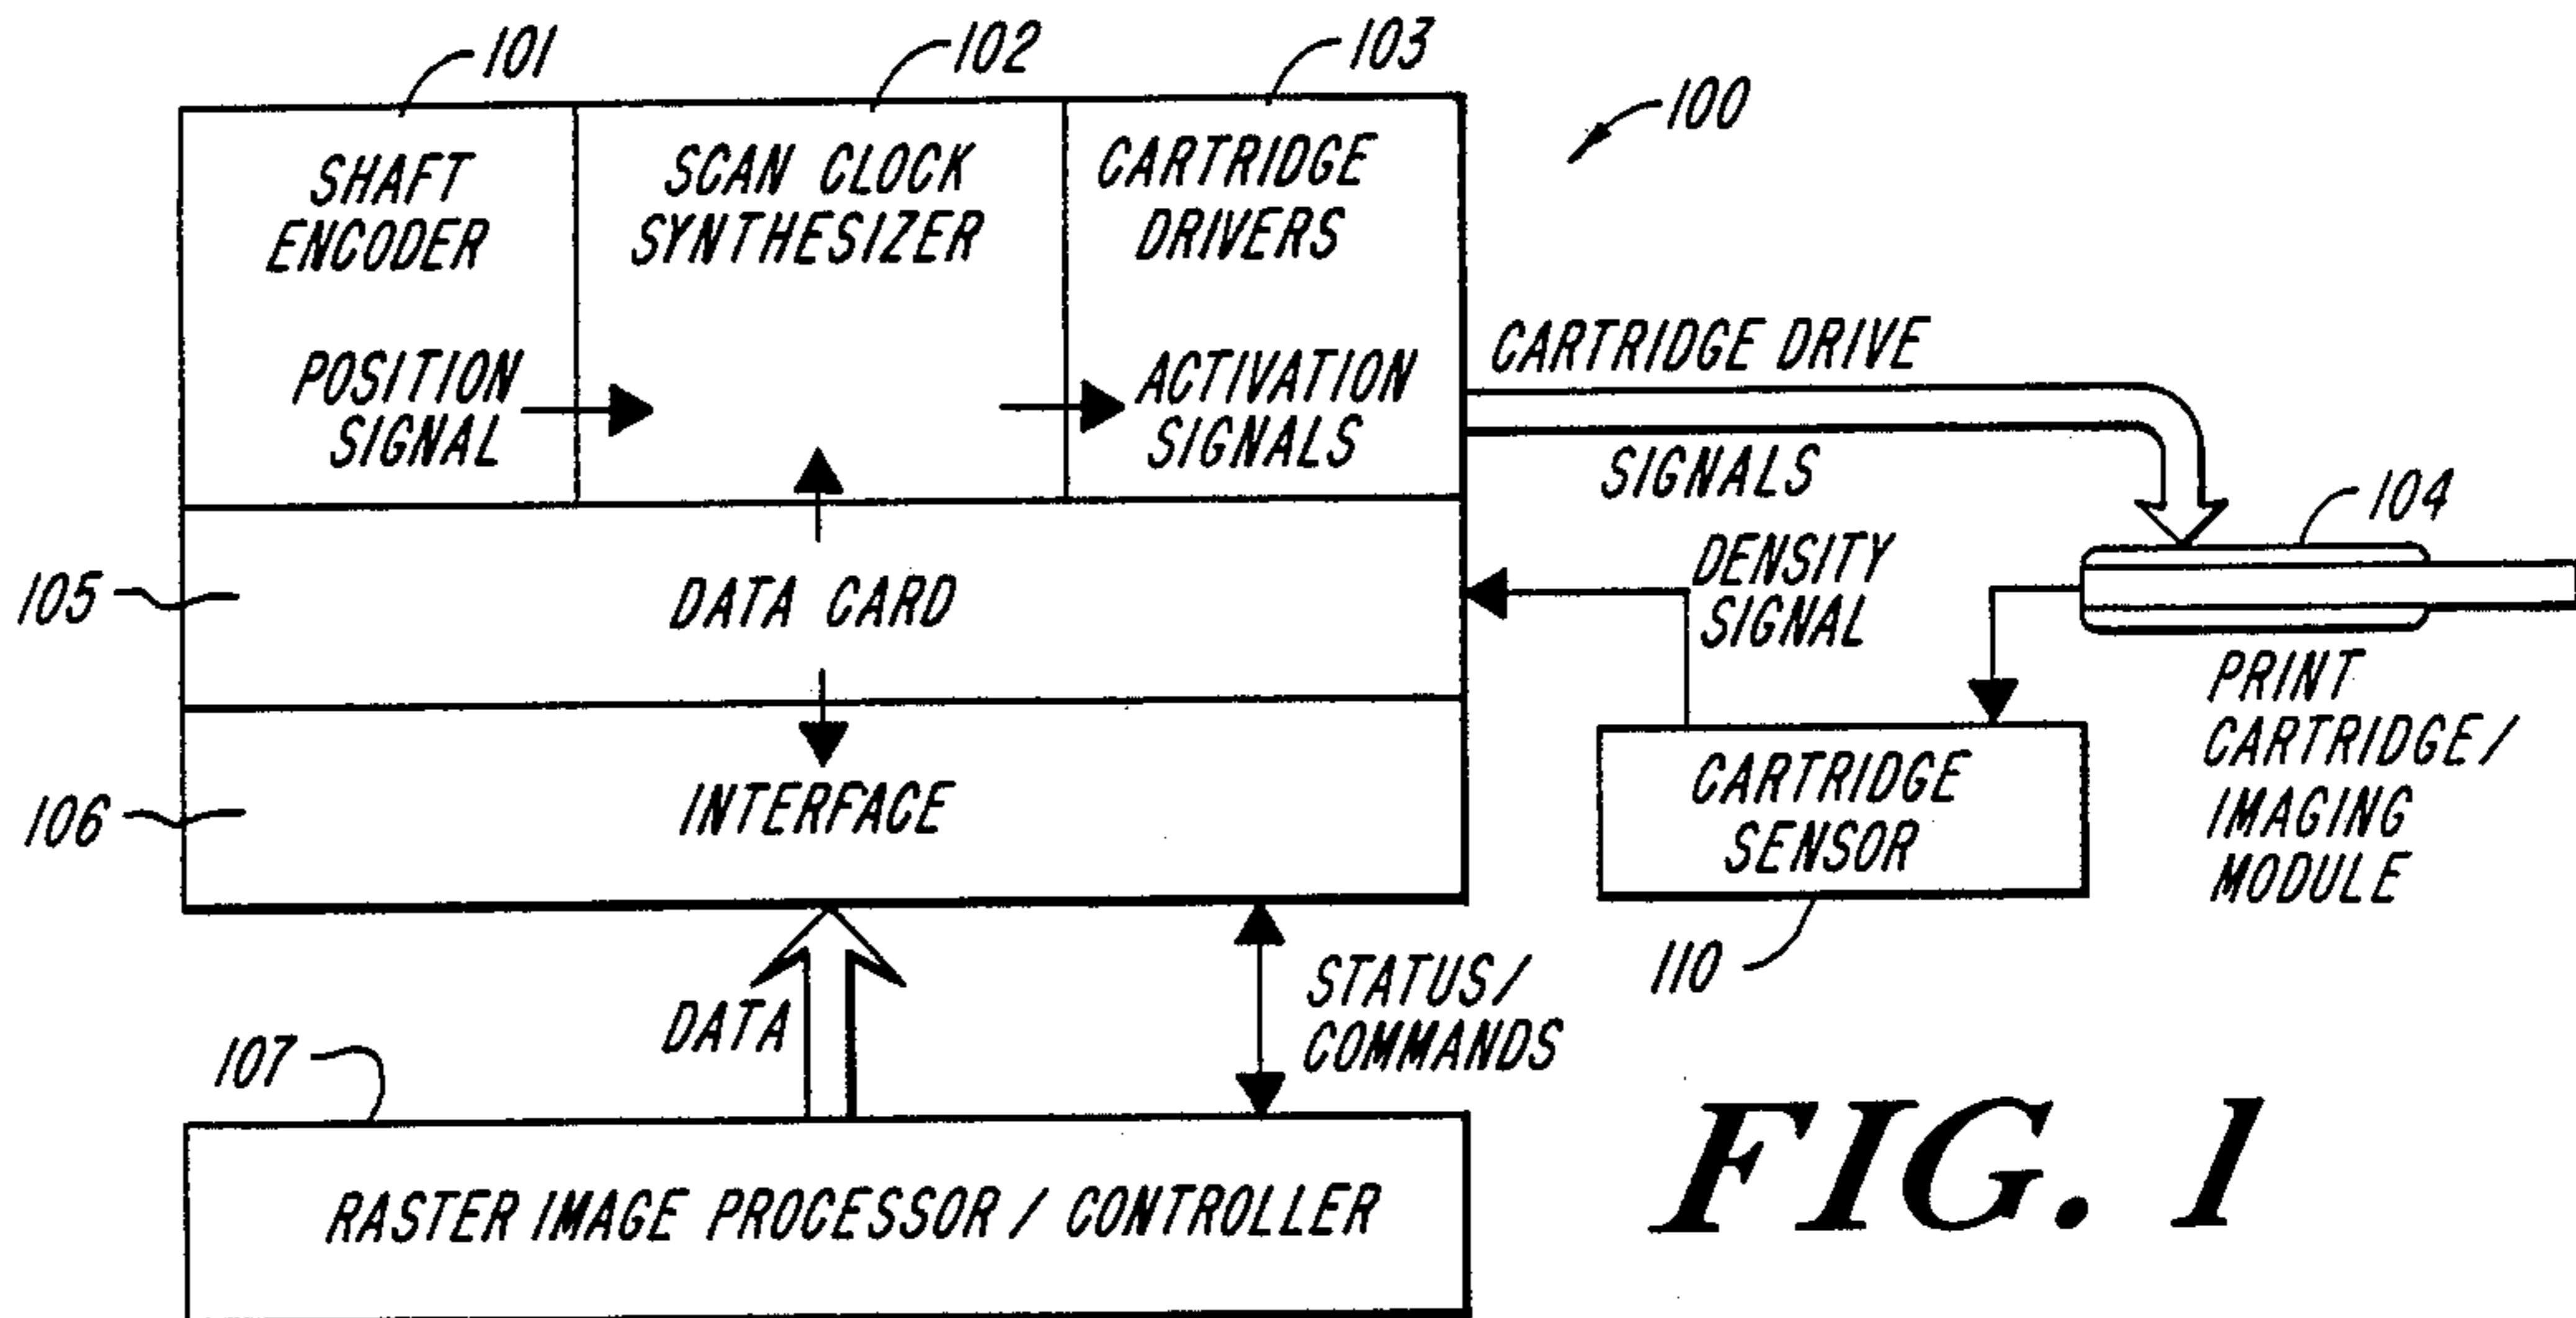 101
102
103
100
SHAFT
ENCODER
SCAN CLOCK
SYNTHESIZER
CARTRIDGE
DRIVERS
POSITION
SIGNAL
ACTIVATION
SIGNALS
CARTRIDGE DRIVE
SIGNALS
104
105
DATA CARD
DENSITY
SIGNAL
PRINT
CARTRIDGE/
IMAGING
MODULE
106
INTERFACE
CARTRIDGE
SENSOR
110
DATA
STATUS/
COMMANDS
107
RASTER IMAGE PROCESSOR / CONTROLLER
FIG. 1